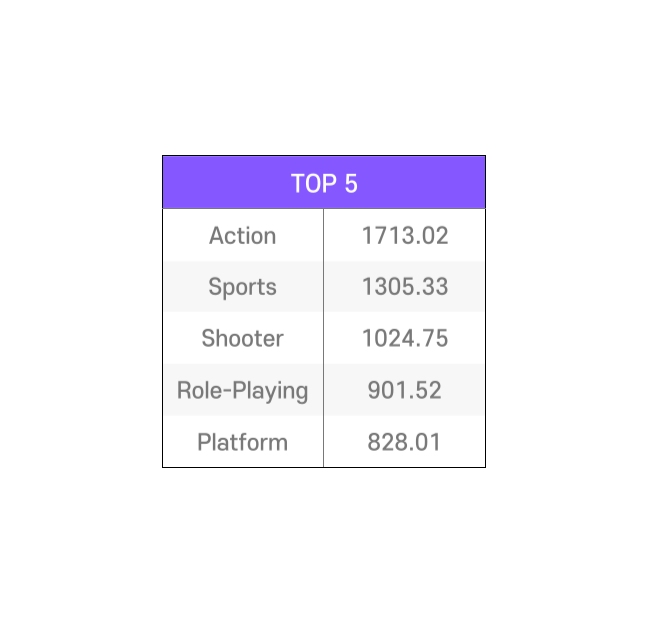 TOP 5
Action 1713.02
Sports 1305.33
Shooter 1024.75
Role-Playing 901.52
Platform 828.01